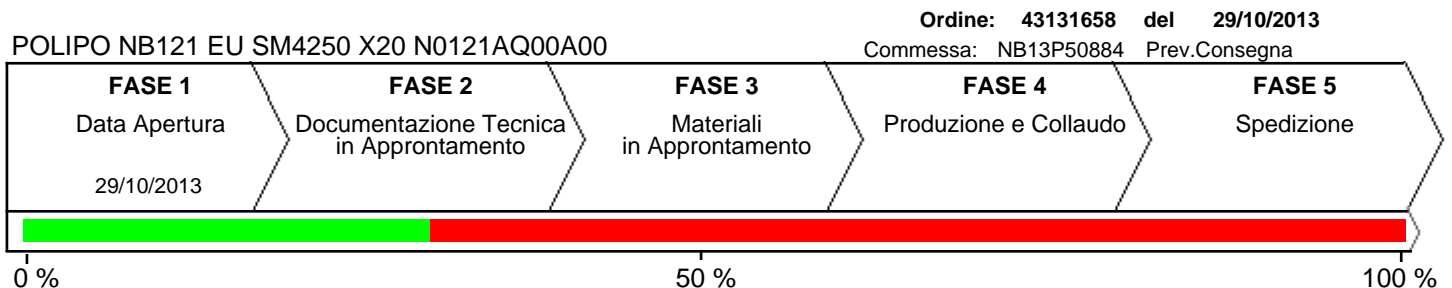 Ordine: 43131658 del 29/10/2013
POLIPO NB121 EU SM4250 X20 N0121AQ00A00
Commessa: NB13P50884 Prev.Consegna
FASE 1
FASE 2
FASE 3
FASE 4
FASE 5
Data Apertura
Documentazione Tecnica
in Approntamento
Materiali
in Approntamento
Produzione e Collaudo
Spedizione
29/10/2013
0 %
50 %
100 %